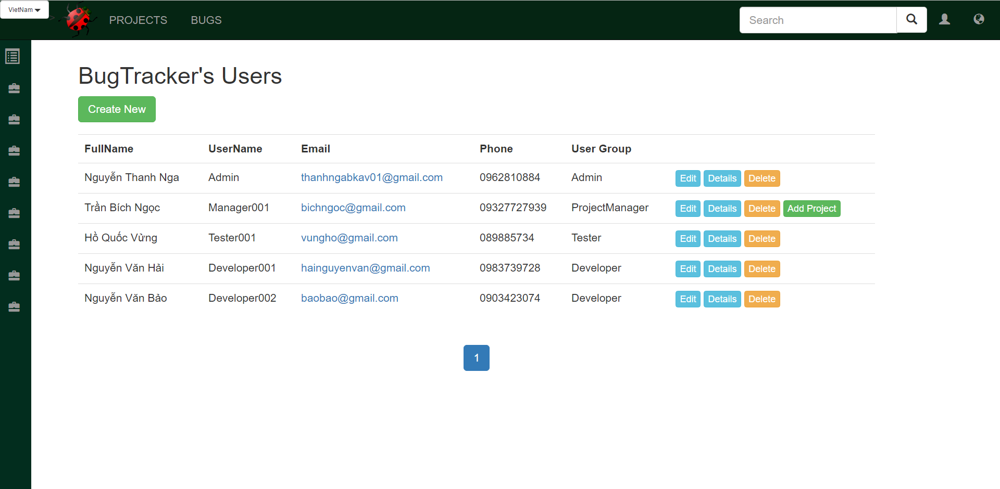 VietNam
> PROJECTS BUGS Search
BugTracker's Users
Create New
FullName UserName Email Phone User Group
Nguyễn Thanh Nga Admin thanhngabkav01@gmail.com 0962810884 Admin Edit Details Delete
Trần Bích Ngọc Manager001 bichngoc@gmail.com 09327727939 ProjectManager Edit Details Delete Add Project
Hồ Quốc Vửng Tester001 vungho@gmail.com 089885734 Tester Edit Details Delete
Nguyễn Văn Hải Developer001 hainguyenvan@gmail.com 0983739728 Developer Edit Details Delete
Nguyễn Văn Bảo Developer002 baobao@gmail.com 0903423074 Developer Edit Details Delete
1